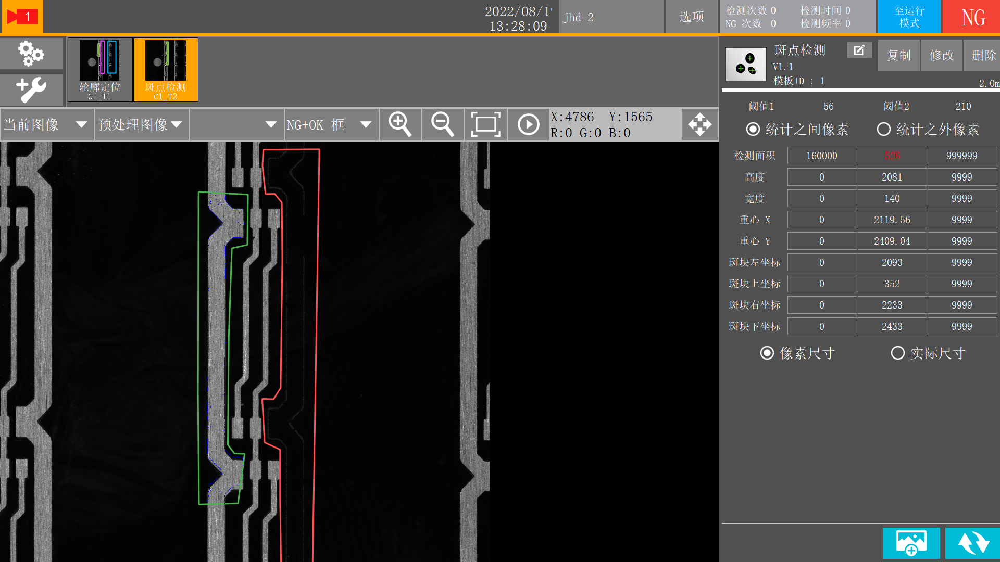 1
2022/08/1
13:28:09
jhd-2
选项
检测次数 0
检测时间 0
NG 次数 0
检测频率 0
至运行
模式
NG
轮廓定位
C1_T1
斑点检测
C1_T2
斑点检测
V1.1
模板ID : 1
复制
修改
删除
2.0m
当前图像
预处理图像
NG+OK 框
X:4786 Y:1565
R:0 G:0 B:0
阈值1 56 阈值2 210
统计之间像素 统计之外像素
检测面积 160000 526 999999
高度 0 2081 9999
宽度 0 140 9999
重心 X 0 2119.56 9999
重心 Y 0 2409.04 9999
斑块左坐标 0 2093 9999
斑块上坐标 0 352 9999
斑块右坐标 0 2233 9999
斑块下坐标 0 2433 9999
像素尺寸 实际尺寸